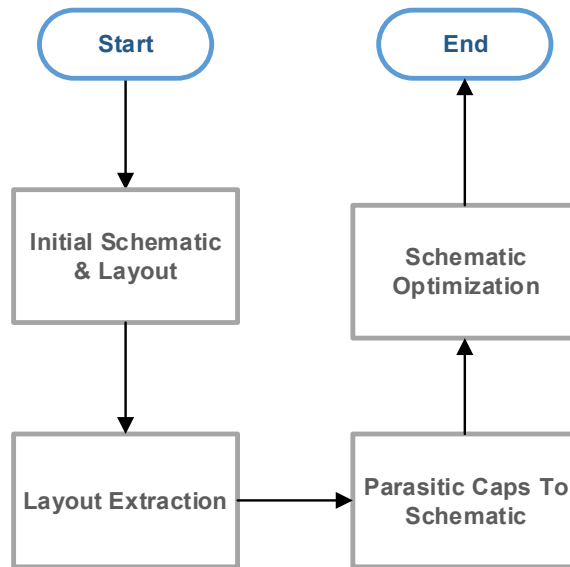 Start
Initial Schematic
& Layout
Layout Extraction
Parasitic Caps To
Schematic
Schematic
Optimization
End